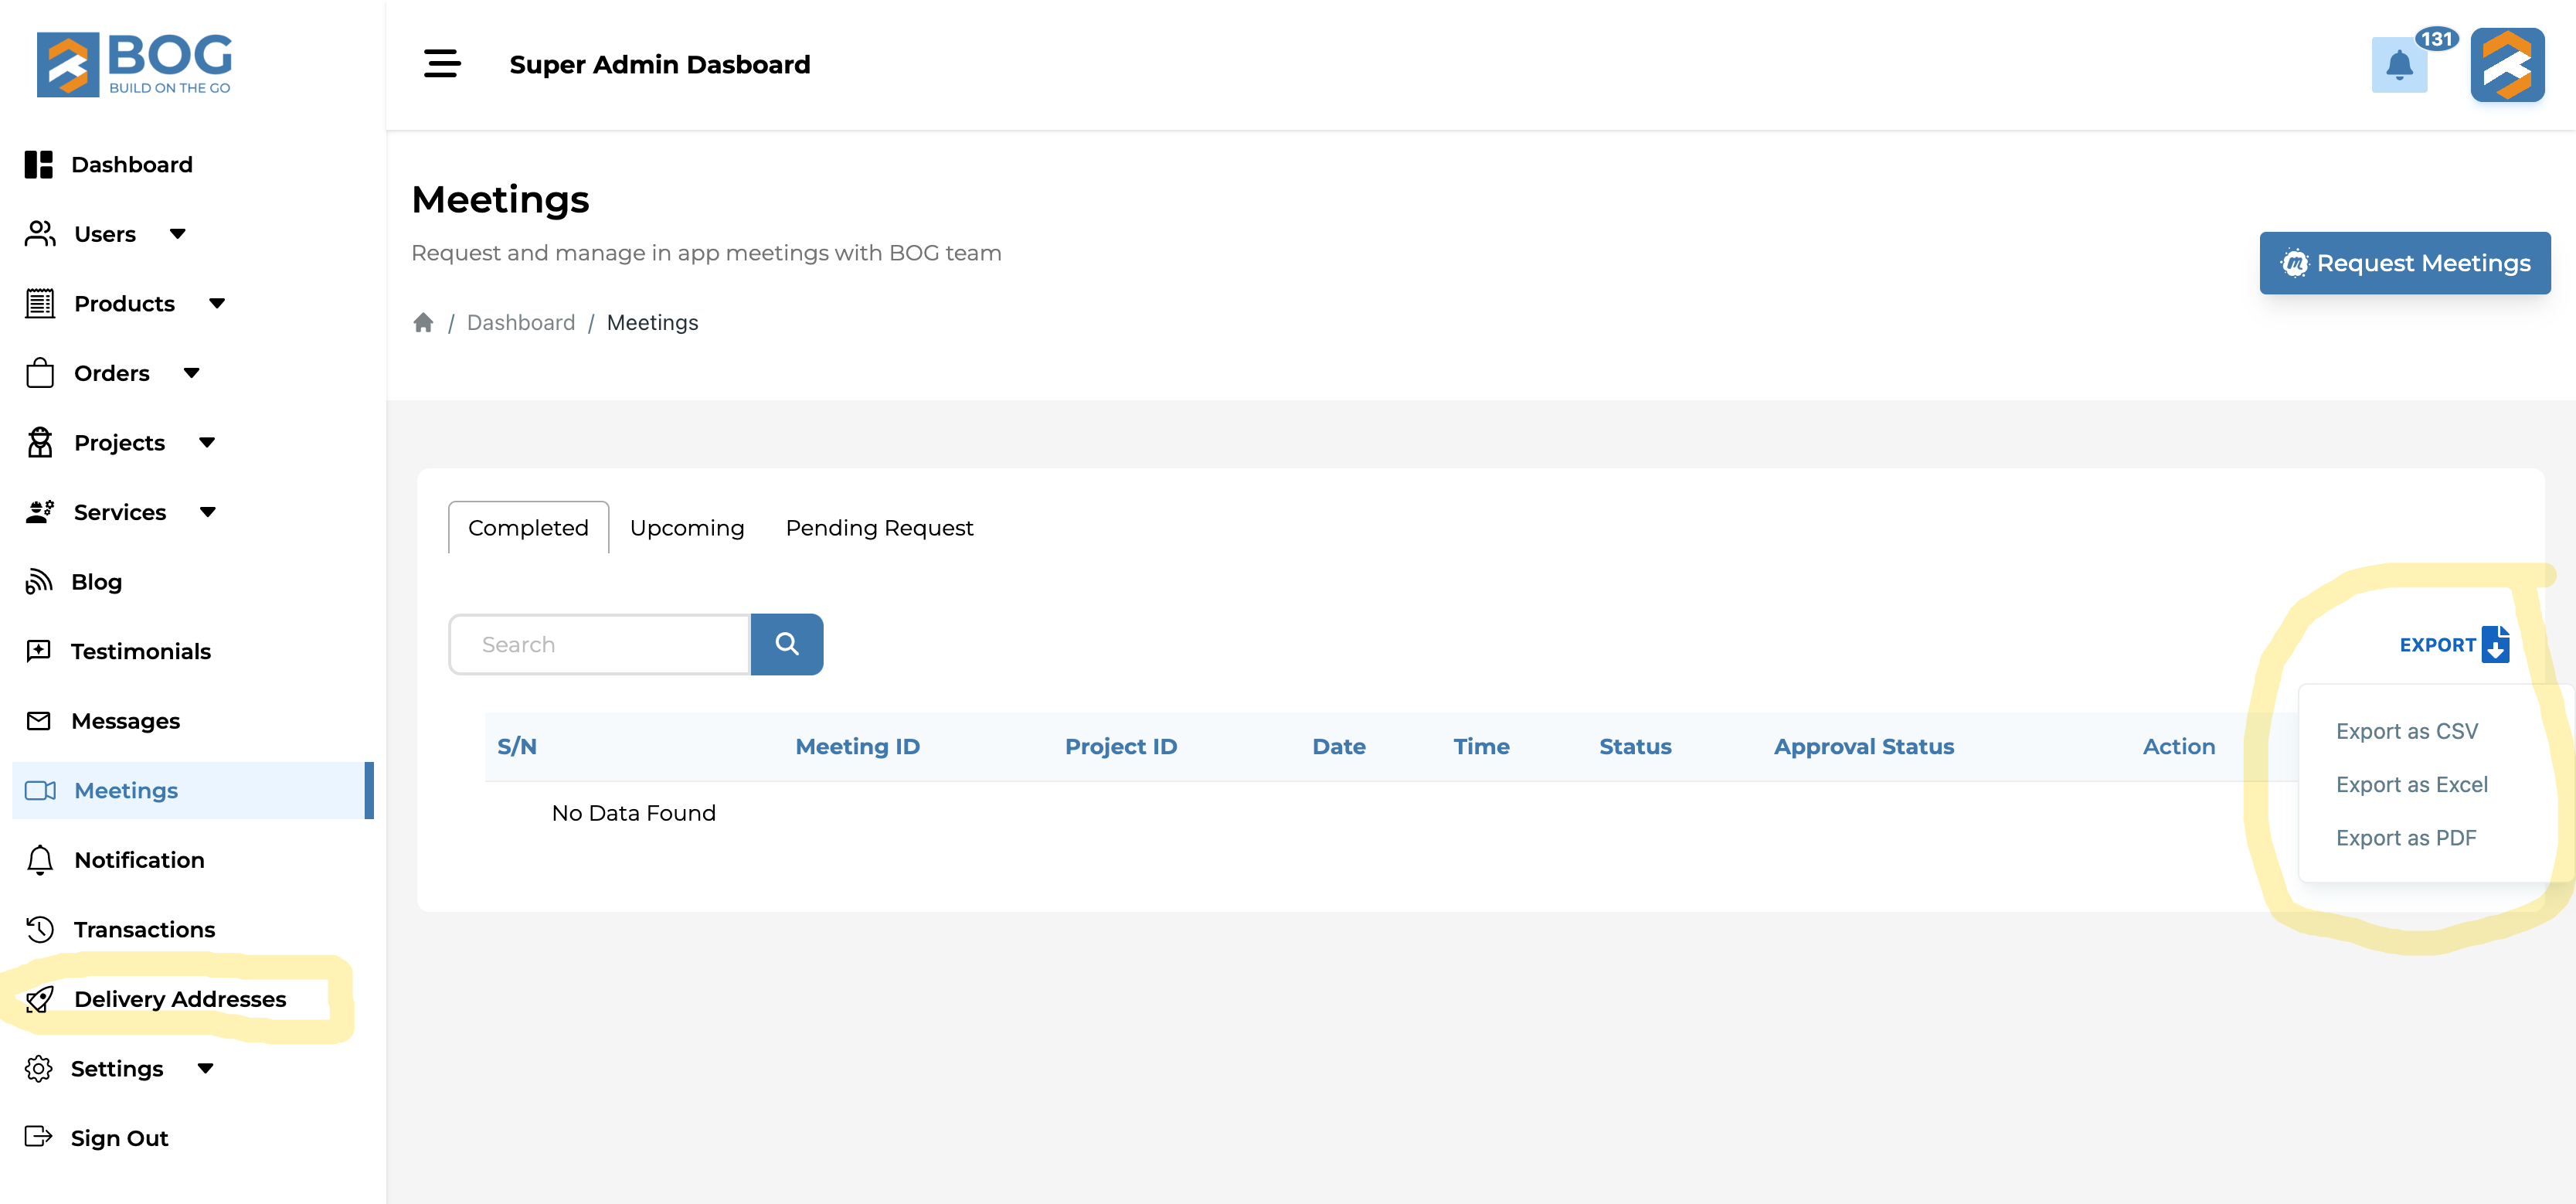 BOG
BUILD ON THE GO
Dashboard
Users
Products
Orders
Projects
Services
Blog
Testimonials
Messages
Meetings
Notification
Transactions
Delivery Addresses
Settings
Sign Out
Super Admin Dasboard
131
Meetings
Request and manage in app meetings with BOG team
Request Meetings
/ Dashboard / Meetings
Completed Upcoming Pending Request
Search
EXPORT
Export as CSV
Export as Excel
Export as PDF
S/N Meeting ID Project ID Date Time Status Approval Status Action
No Data Found